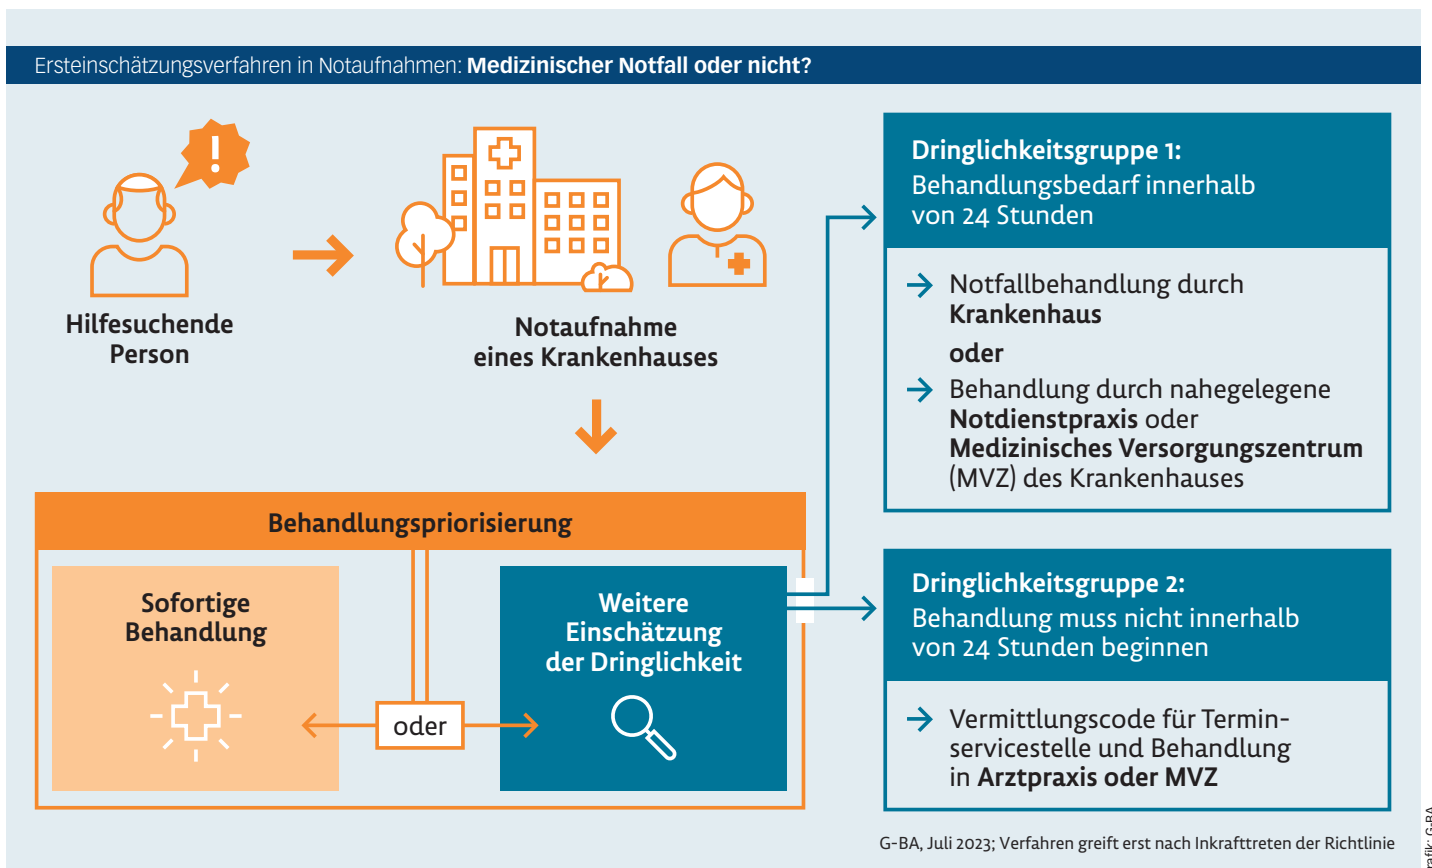 Ersteinschätzungsverfahren in Notaufnahmen: Medizinischer Notfall oder nicht?
!
Hilfesuchende
Person
Notaufnahme
eines Krankenhauses
Behandlungspriorisierung
Sofortige
Behandlung
oder
Weitere
Einschätzung
der Dringlichkeit
Dringlichkeitsgruppe 1:
Behandlungsbedarf innerhalb
von 24 Stunden
Notfallbehandlung durch
Krankenhaus
oder
Behandlung durch nahegelegene
Notdienstpraxis oder
Medizinisches Versorgungszentrum
(MVZ) des Krankenhauses
Dringlichkeitsgruppe 2:
Behandlung muss nicht innerhalb
von 24 Stunden beginnen
Vermittlungscode für Termin-
servicestelle und Behandlung
in Arztpraxis oder MVZ
G-BA, Juli 2023; Verfahren greift erst nach Inkrafttreten der Richtlinie
G-BA